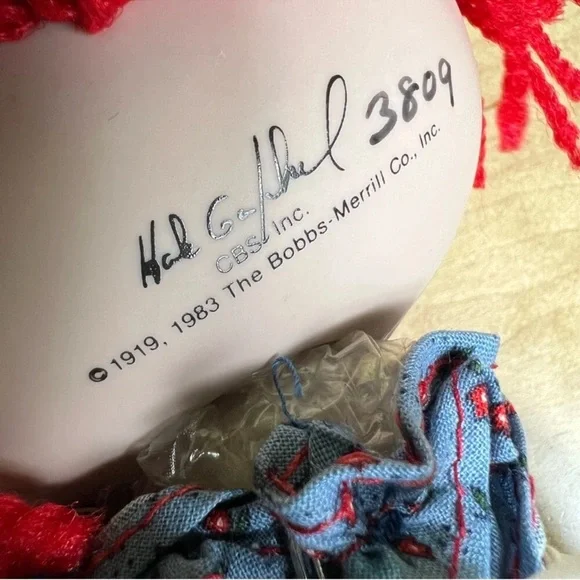 3809
CBS, Inc.
© 1919, 1983 The Bobbs-Merrill Co., Inc.